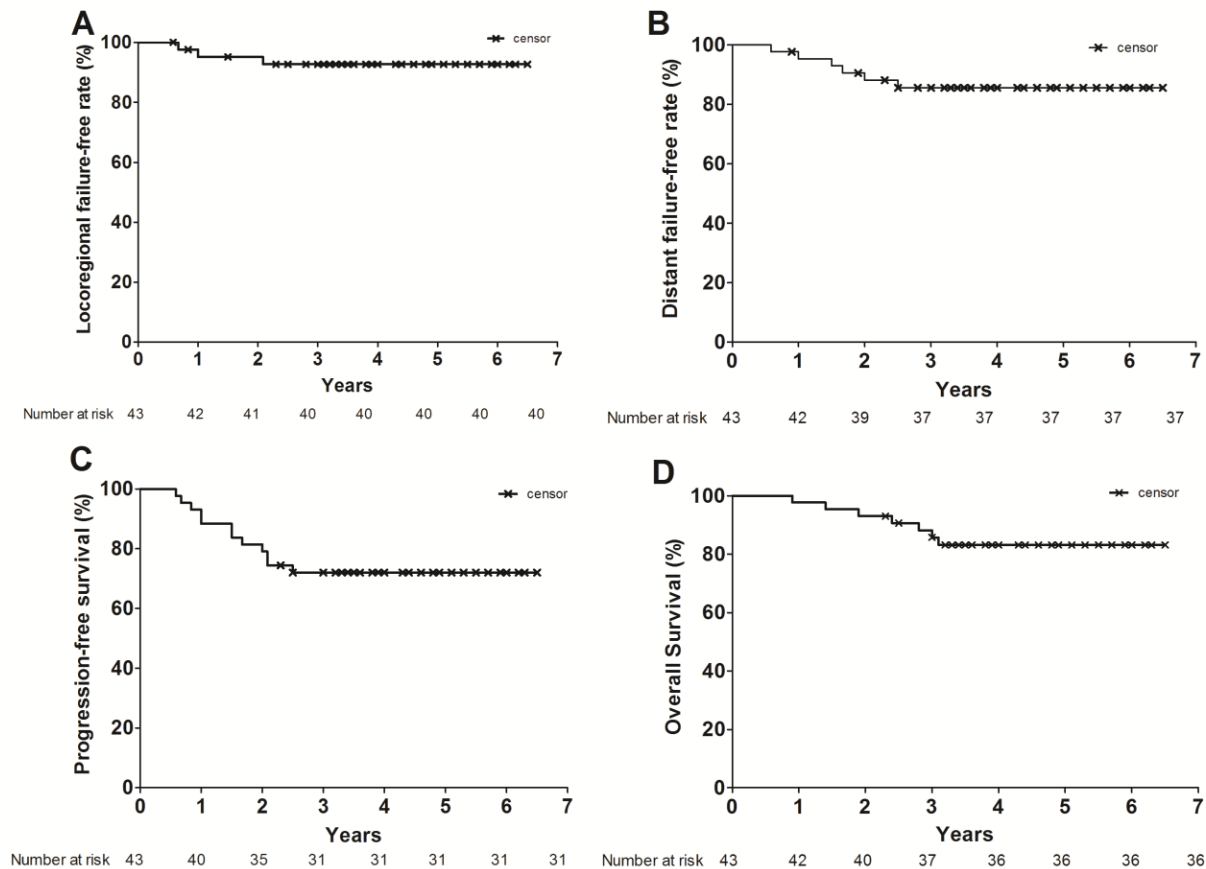 A
Locoregional failure-free rate (%)
censor
100
80
60
40
20
0
0 1 2 3 4 5 6 7
Years
Number at risk 43 42 41 40 40 40 40 40
B
Distant failure-free rate (%)
censor
100
80
60
40
20
0
0 1 2 3 4 5 6 7
Years
Number at risk 43 42 39 37 37 37 37 37
C
Progression-free survival (%)
censor
100
80
60
40
20
0
0 1 2 3 4 5 6 7
Years
Number at risk 43 40 35 31 31 31 31 31
D
Overall Survival (%)
censor
100
80
60
40
20
0
0 1 2 3 4 5 6 7
Years
Number at risk 43 42 40 37 36 36 36 36